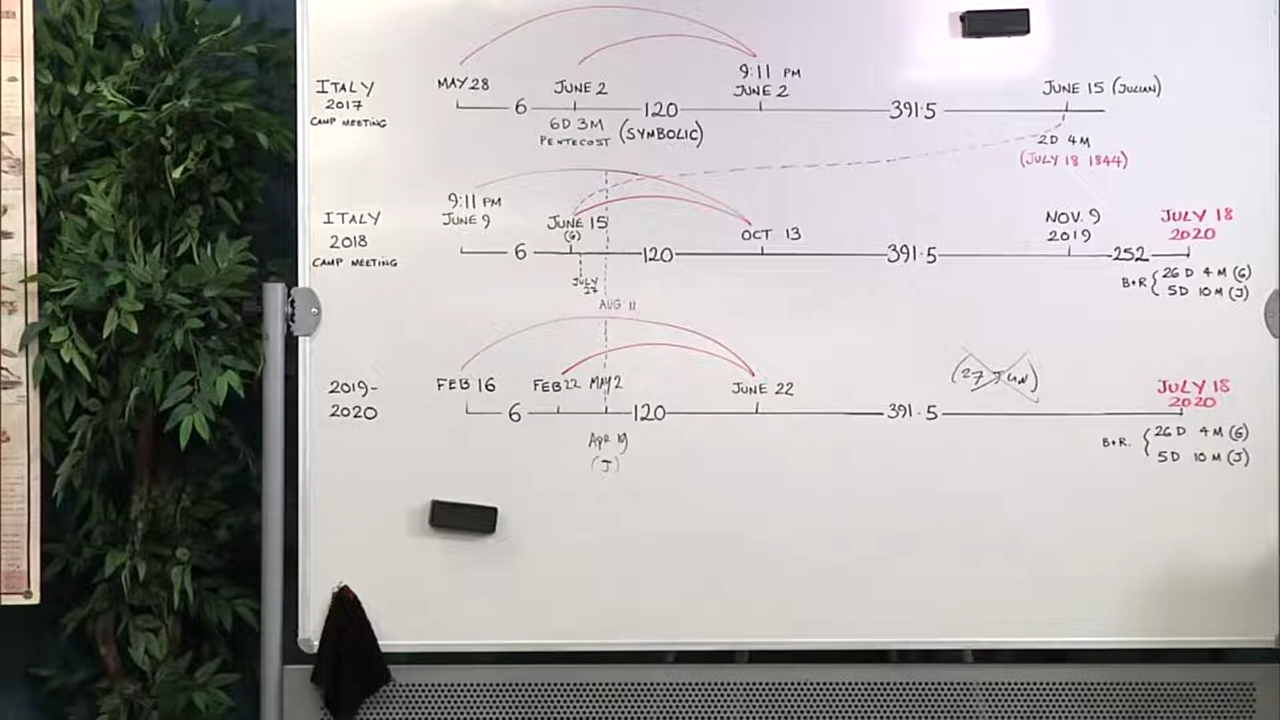 ITALY
2017
CAMP MEETING
MAY 28
6
JUNE 2
6D 3M
PENTECOST
120
(SYMBOLIC)
9:11 PM
JUNE 2
391.5
JUNE 15 (JULIAN)
2D 4M
(JULY 18 1844)
ITALY
2018
CAMP MEETING
9:11 PM
JUNE 9
6
JUNE 15
(G)
JULY
27
120
AUG 11
OCT 13
391.5
NOV. 9
2019
252
JULY 18
2020
B+R { 26 D 4 M (G)
5D 10 M (J)
2019-
2020
FEB 16
6
FEB 22
MAY 2
APR 19
(J)
120
JUNE 22
391.5
(27 JUN)
JULY 18
2020
B+R. { 26 D 4 M (G)
5D 10 M (J)